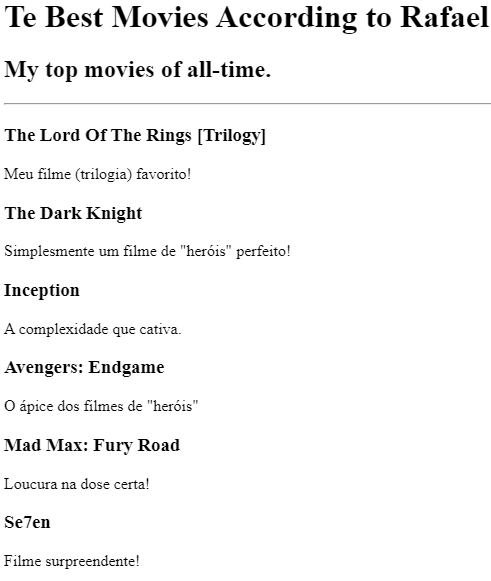 Te Best Movies According to Rafael
My top movies of all-time.
The Lord Of The Rings [Trilogy]
Meu filme (trilogia) favorito!
The Dark Knight
Simplesmente um filme de "heróis" perfeito!
Inception
A complexidade que cativa.
Avengers: Endgame
O ápice dos filmes de "heróis"
Mad Max: Fury Road
Loucura na dose certa!
Se7en
Filme surpreendente!